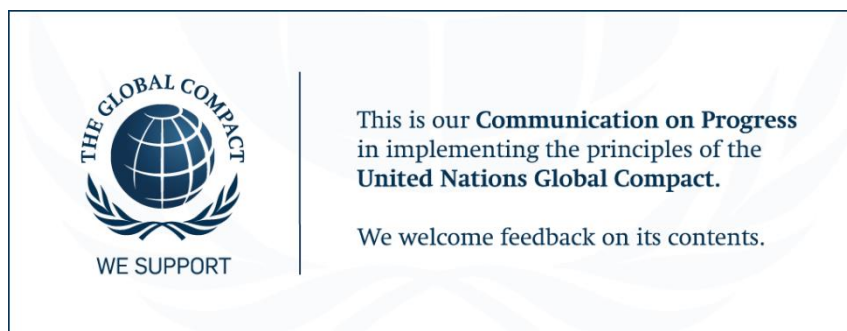 THE GLOBAL COMPACT
WE SUPPORT
This is our Communication on Progress
in implementing the principles of the
United Nations Global Compact.
We welcome feedback on its contents.